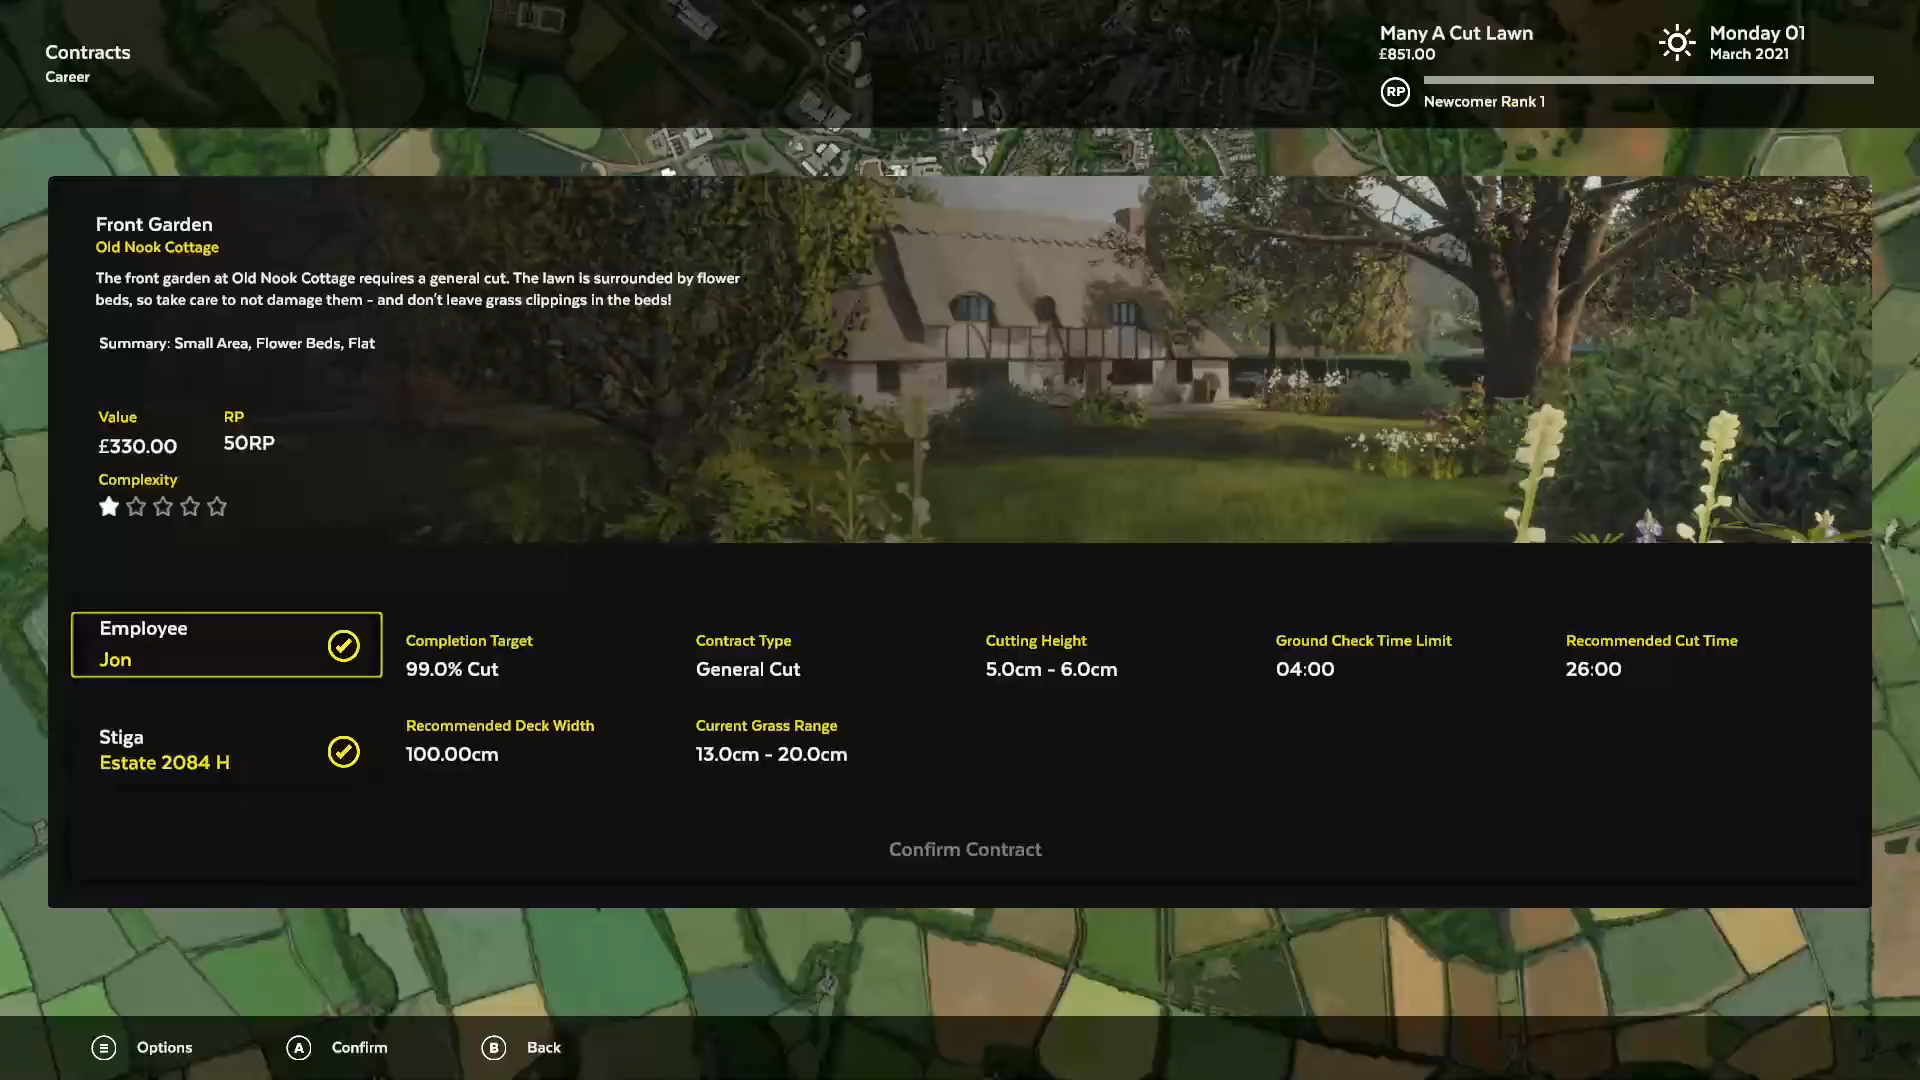 Contracts
Career
Many A Cut Lawn
£851.00
Monday 01
March 2021
RP
Newcomer Rank 1
Front Garden
Old Nook Cottage
The front garden at Old Nook Cottage requires a general cut. The lawn is surrounded by flower
beds, so take care to not damage them - and don't leave grass clippings in the beds!
Summary: Small Area, Flower Beds, Flat
Value
RP
£330.00
50RP
Complexity
Employee
Jon
Completion Target
99.0% Cut
Contract Type
General Cut
Cutting Height
5.0cm - 6.0cm
Ground Check Time Limit
04:00
Recommended Cut Time
26:00
Stiga
Estate 2084 H
Recommended Deck Width
100.00cm
Current Grass Range
13.0cm - 20.0cm
Confirm Contract
Options
A Confirm
B Back